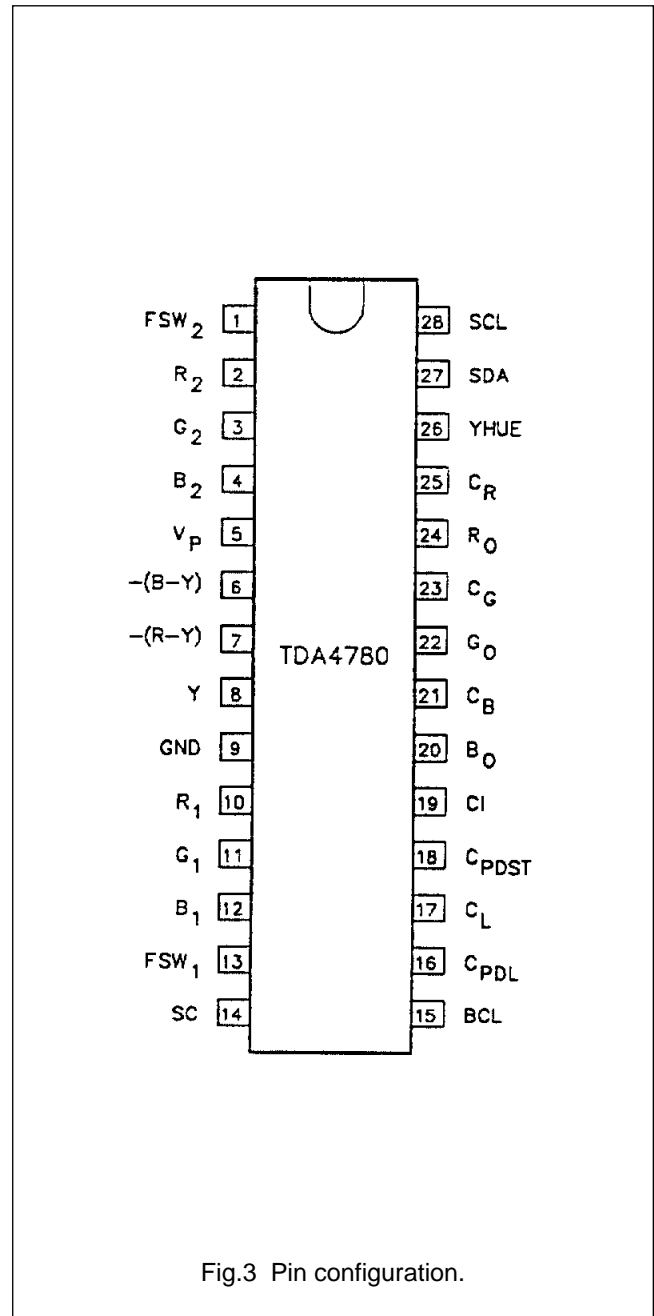 FSW2 1 28 SCL
R2 2 27 SDA
G2 3 26 YHUE
B2 4 25 CR
VP 5 24 RO
−(B−Y) 6 23 CG
−(R−Y) 7 22 GO
TDA4780
Y 8 21 CB
GND 9 20 BO
R1 10 19 CI
G1 11 18 CPDST
B1 12 17 CL
FSW1 13 16 CPDL
SC 14 15 BCL
Fig.3 Pin configuration.